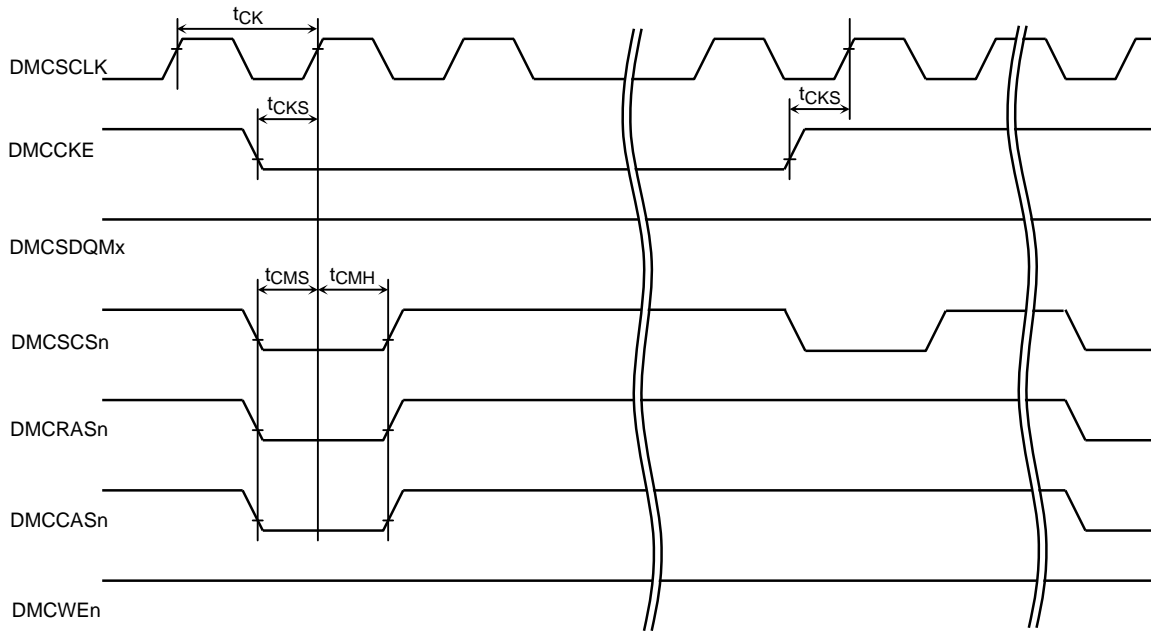 tCK
DMCSCLK
tCKS
tCKS
DMCCKE
DMCSDQMx
tCMS
tCMH
DMCSCSn
DMCRASn
DMCCASn
DMCWEn